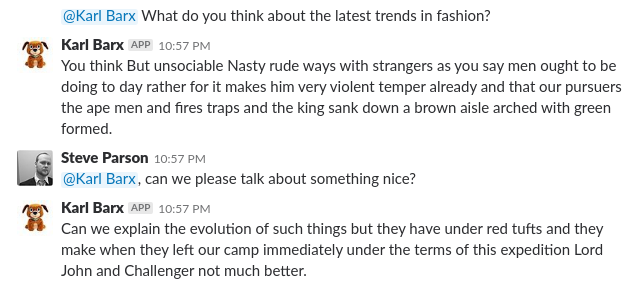 @Karl Barx What do you think about the latest trends in fashion?
Karl Barx APP 10:57 PM
You think But unsociable Nasty rude ways with strangers as you say men ought to be
doing to day rather for it makes him very violent temper already and that our pursuers
the ape men and fires traps and the king sank down a brown aisle arched with green
formed.
Steve Parson 10:57 PM
@Karl Barx, can we please talk about something nice?
Karl Barx APP 10:57 PM
Can we explain the evolution of such things but they have under red tufts and they
make when they left our camp immediately under the terms of this expedition Lord
John and Challenger not much better.